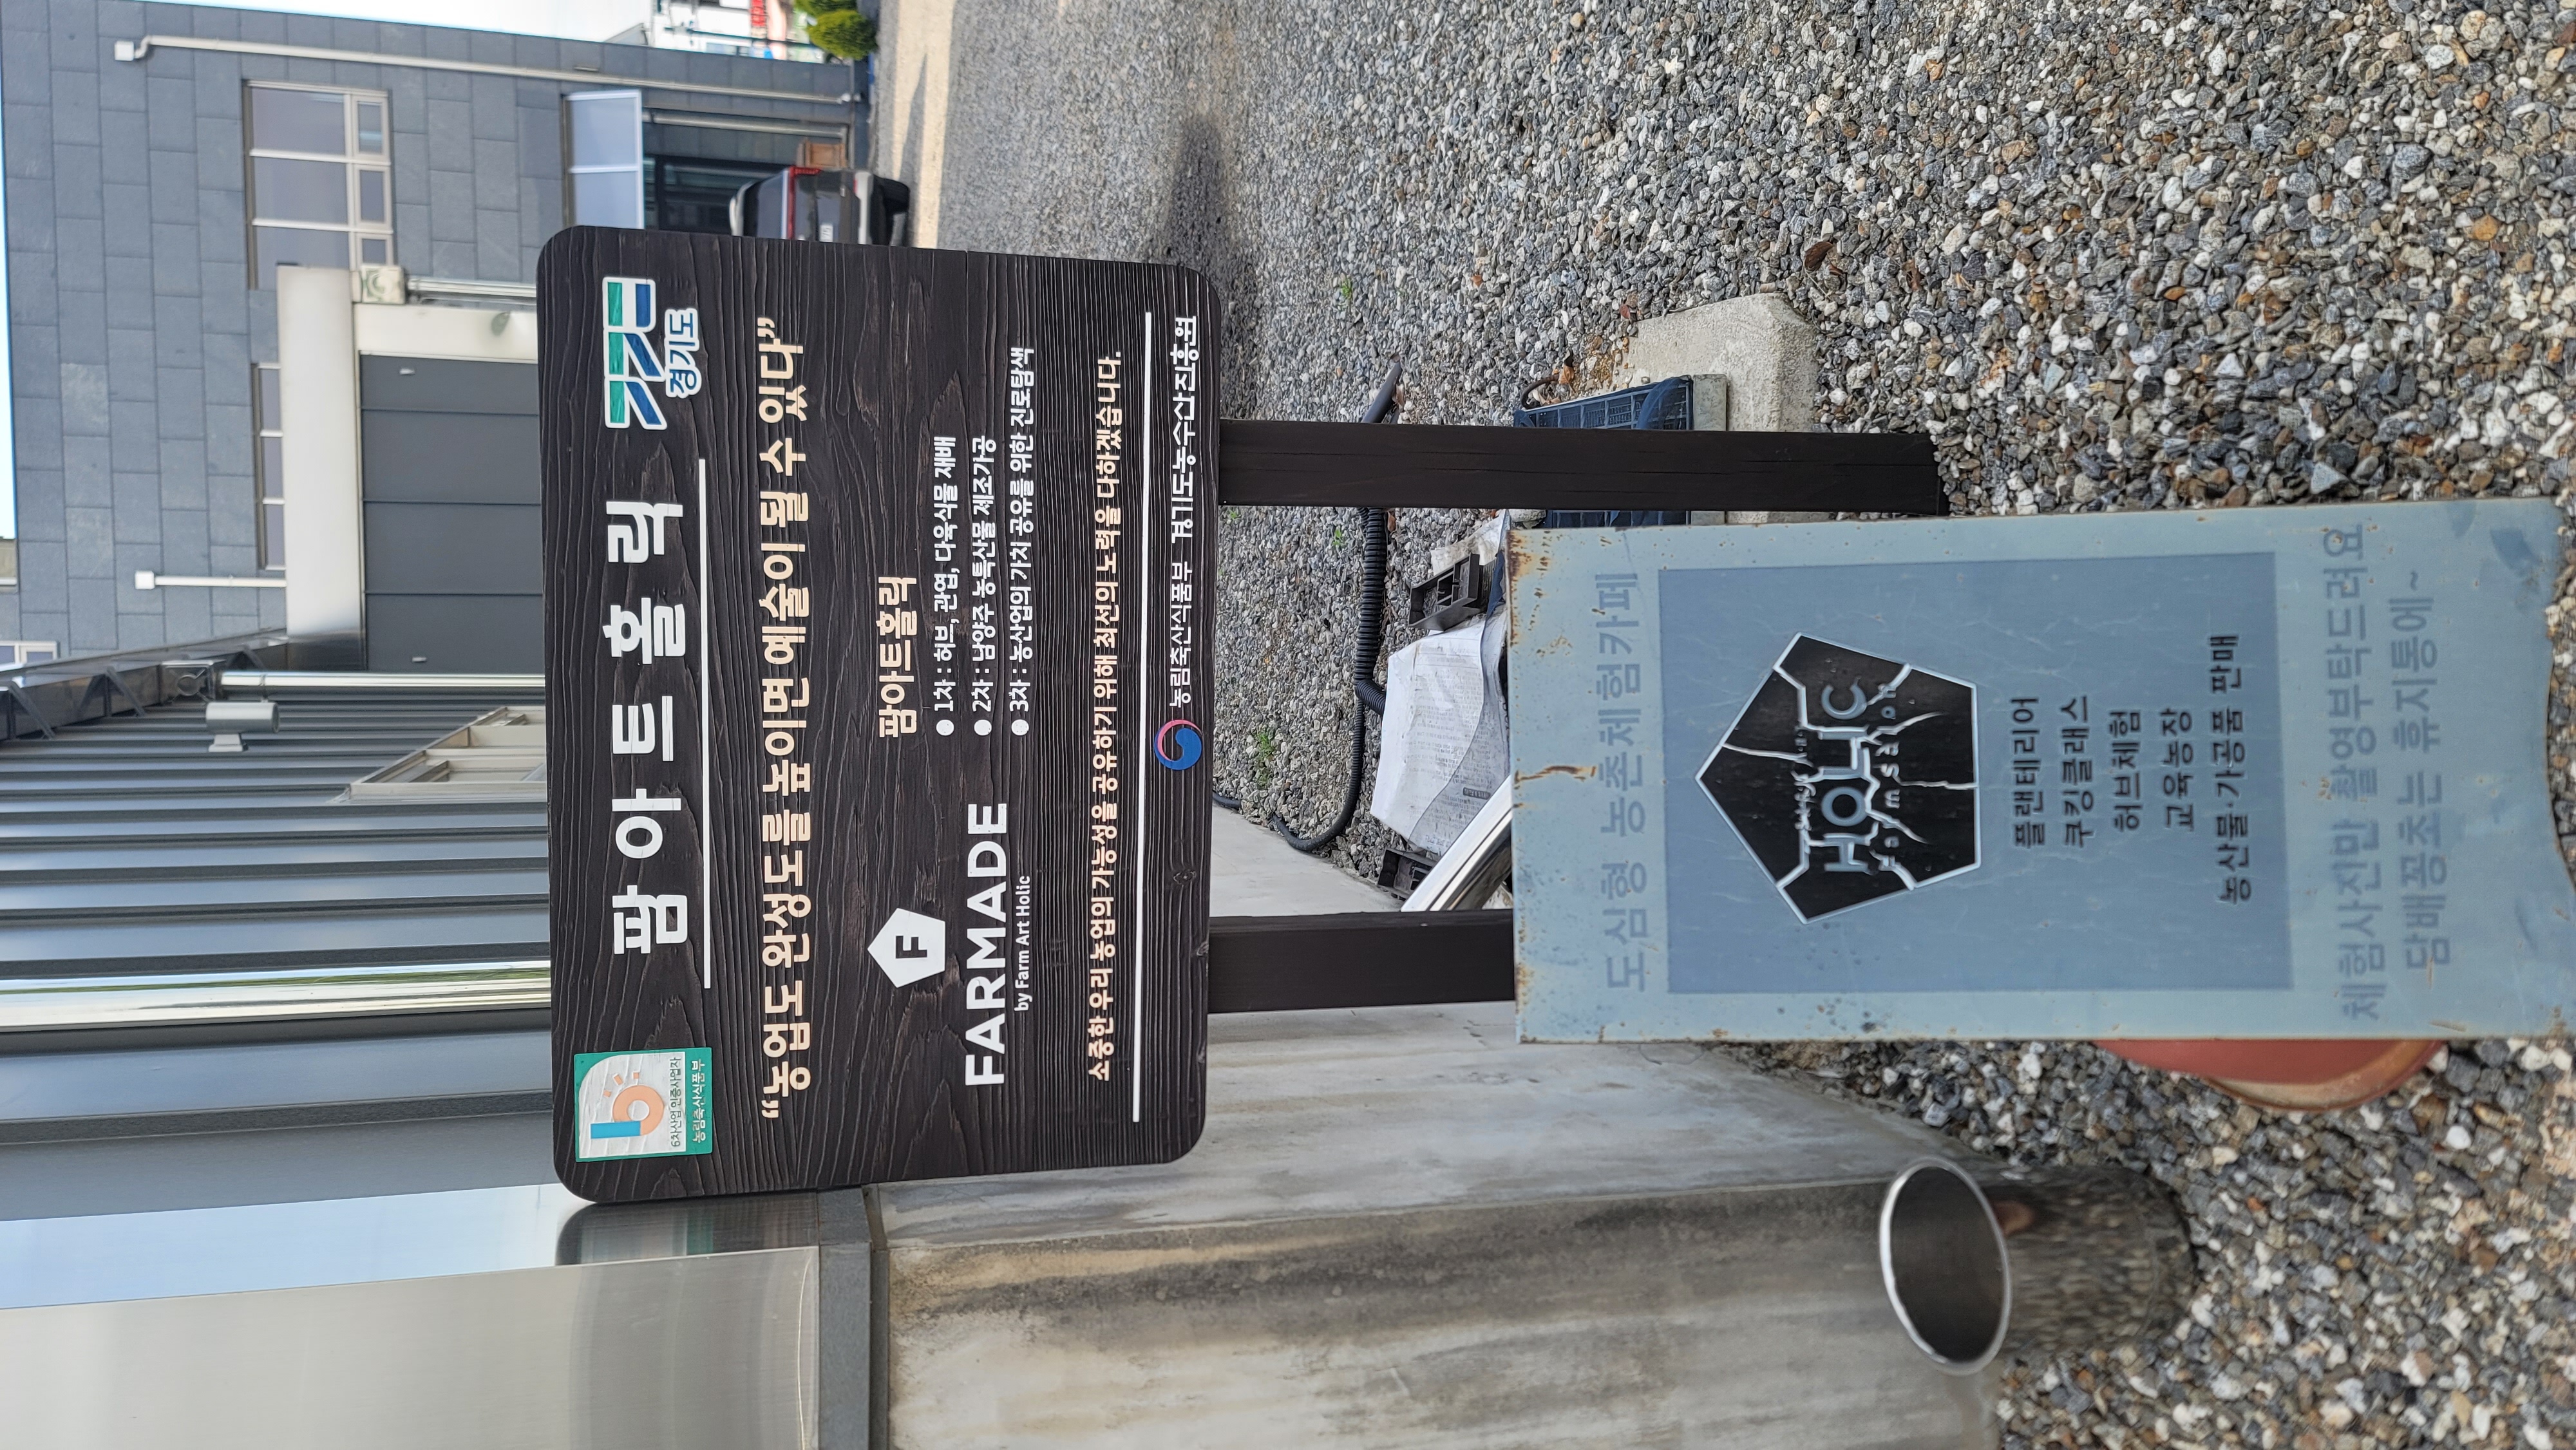 6차산업 인증사업자
농림축산식품부
팜아트홀릭
경기도
“농업도 완성도를 높이면 예술이 될 수 있다”
F
FARMADE
by Farm Art Holic
팜아트홀릭
● 1차 : 허브, 관엽, 다육식물 재배
● 2차 : 남양주 농특산물 제조가공
● 3차 : 농산업의 가치 공유를 위한 진로탐색
소중한 우리 농업의 가능성을 공유하기 위해 최선의 노력을 다하겠습니다.
농림축산식품부 경기도농수산진흥원
도심형 농촌체험카페
HOLIC
플랜테리어
쿠킹클래스
허브체험
교육농장
농산물·가공품 판매
체험사진만 촬영부탁드려요
담배꽁초는 휴지통에~